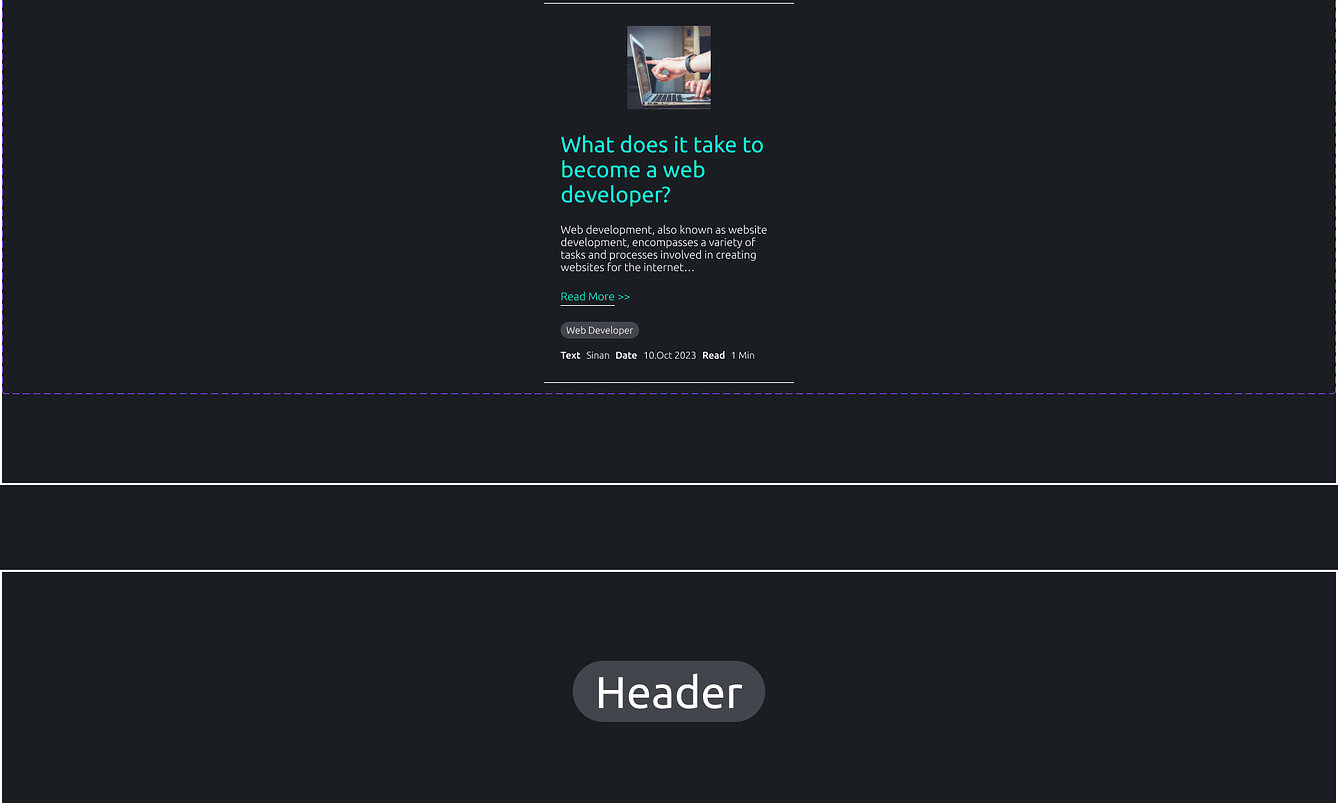 What does it take to
become a web
developer?
Web development, also known as website
development, encompasses a variety of
tasks and processes involved in creating
websites for the internet…
Read More >>
Web Developer
Text Sinan Date 10.Oct 2023 Read 1 Min
Header